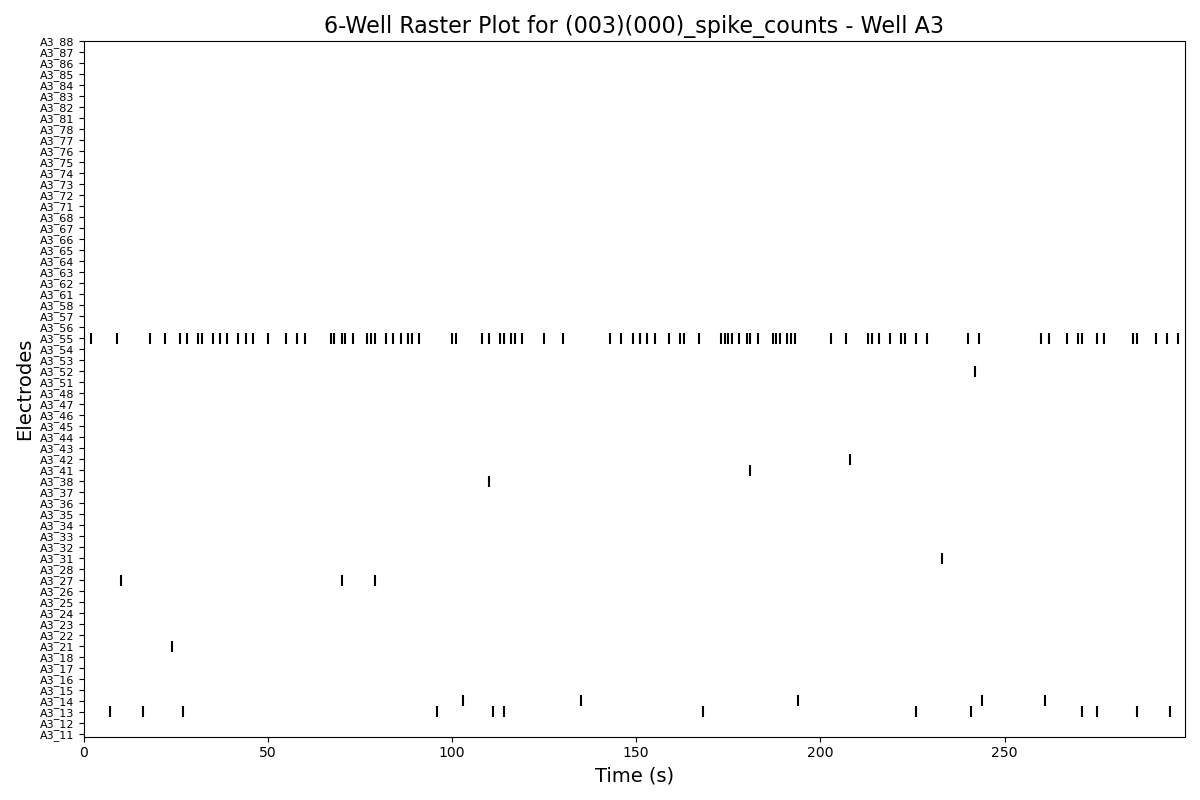 6-Well Raster Plot for (003)(000)_spike_counts - Well A3
A3_88
A3_87
A3_86
A3_85
A3_84
A3_83
A3_82
A3_81
A3_78
A3_77
A3_76
A3_75
A3_74
A3_73
A3_72
A3_71
A3_68
A3_67
A3_66
A3_65
A3_64
A3_63
A3_62
A3_61
A3_58
A3_57
A3_56
A3_55
A3_54
A3_53
A3_52
A3_51
A3_48
A3_47
A3_46
A3_45
A3_44
A3_43
A3_42
A3_41
A3_38
A3_37
A3_36
A3_35
A3_34
A3_33
A3_32
A3_31
A3_28
A3_27
A3_26
A3_25
A3_24
A3_23
A3_22
A3_21
A3_18
A3_17
A3_16
A3_15
A3_14
A3_13
A3_12
A3_11
Electrodes
0 50 100 150 200 250
Time (s)